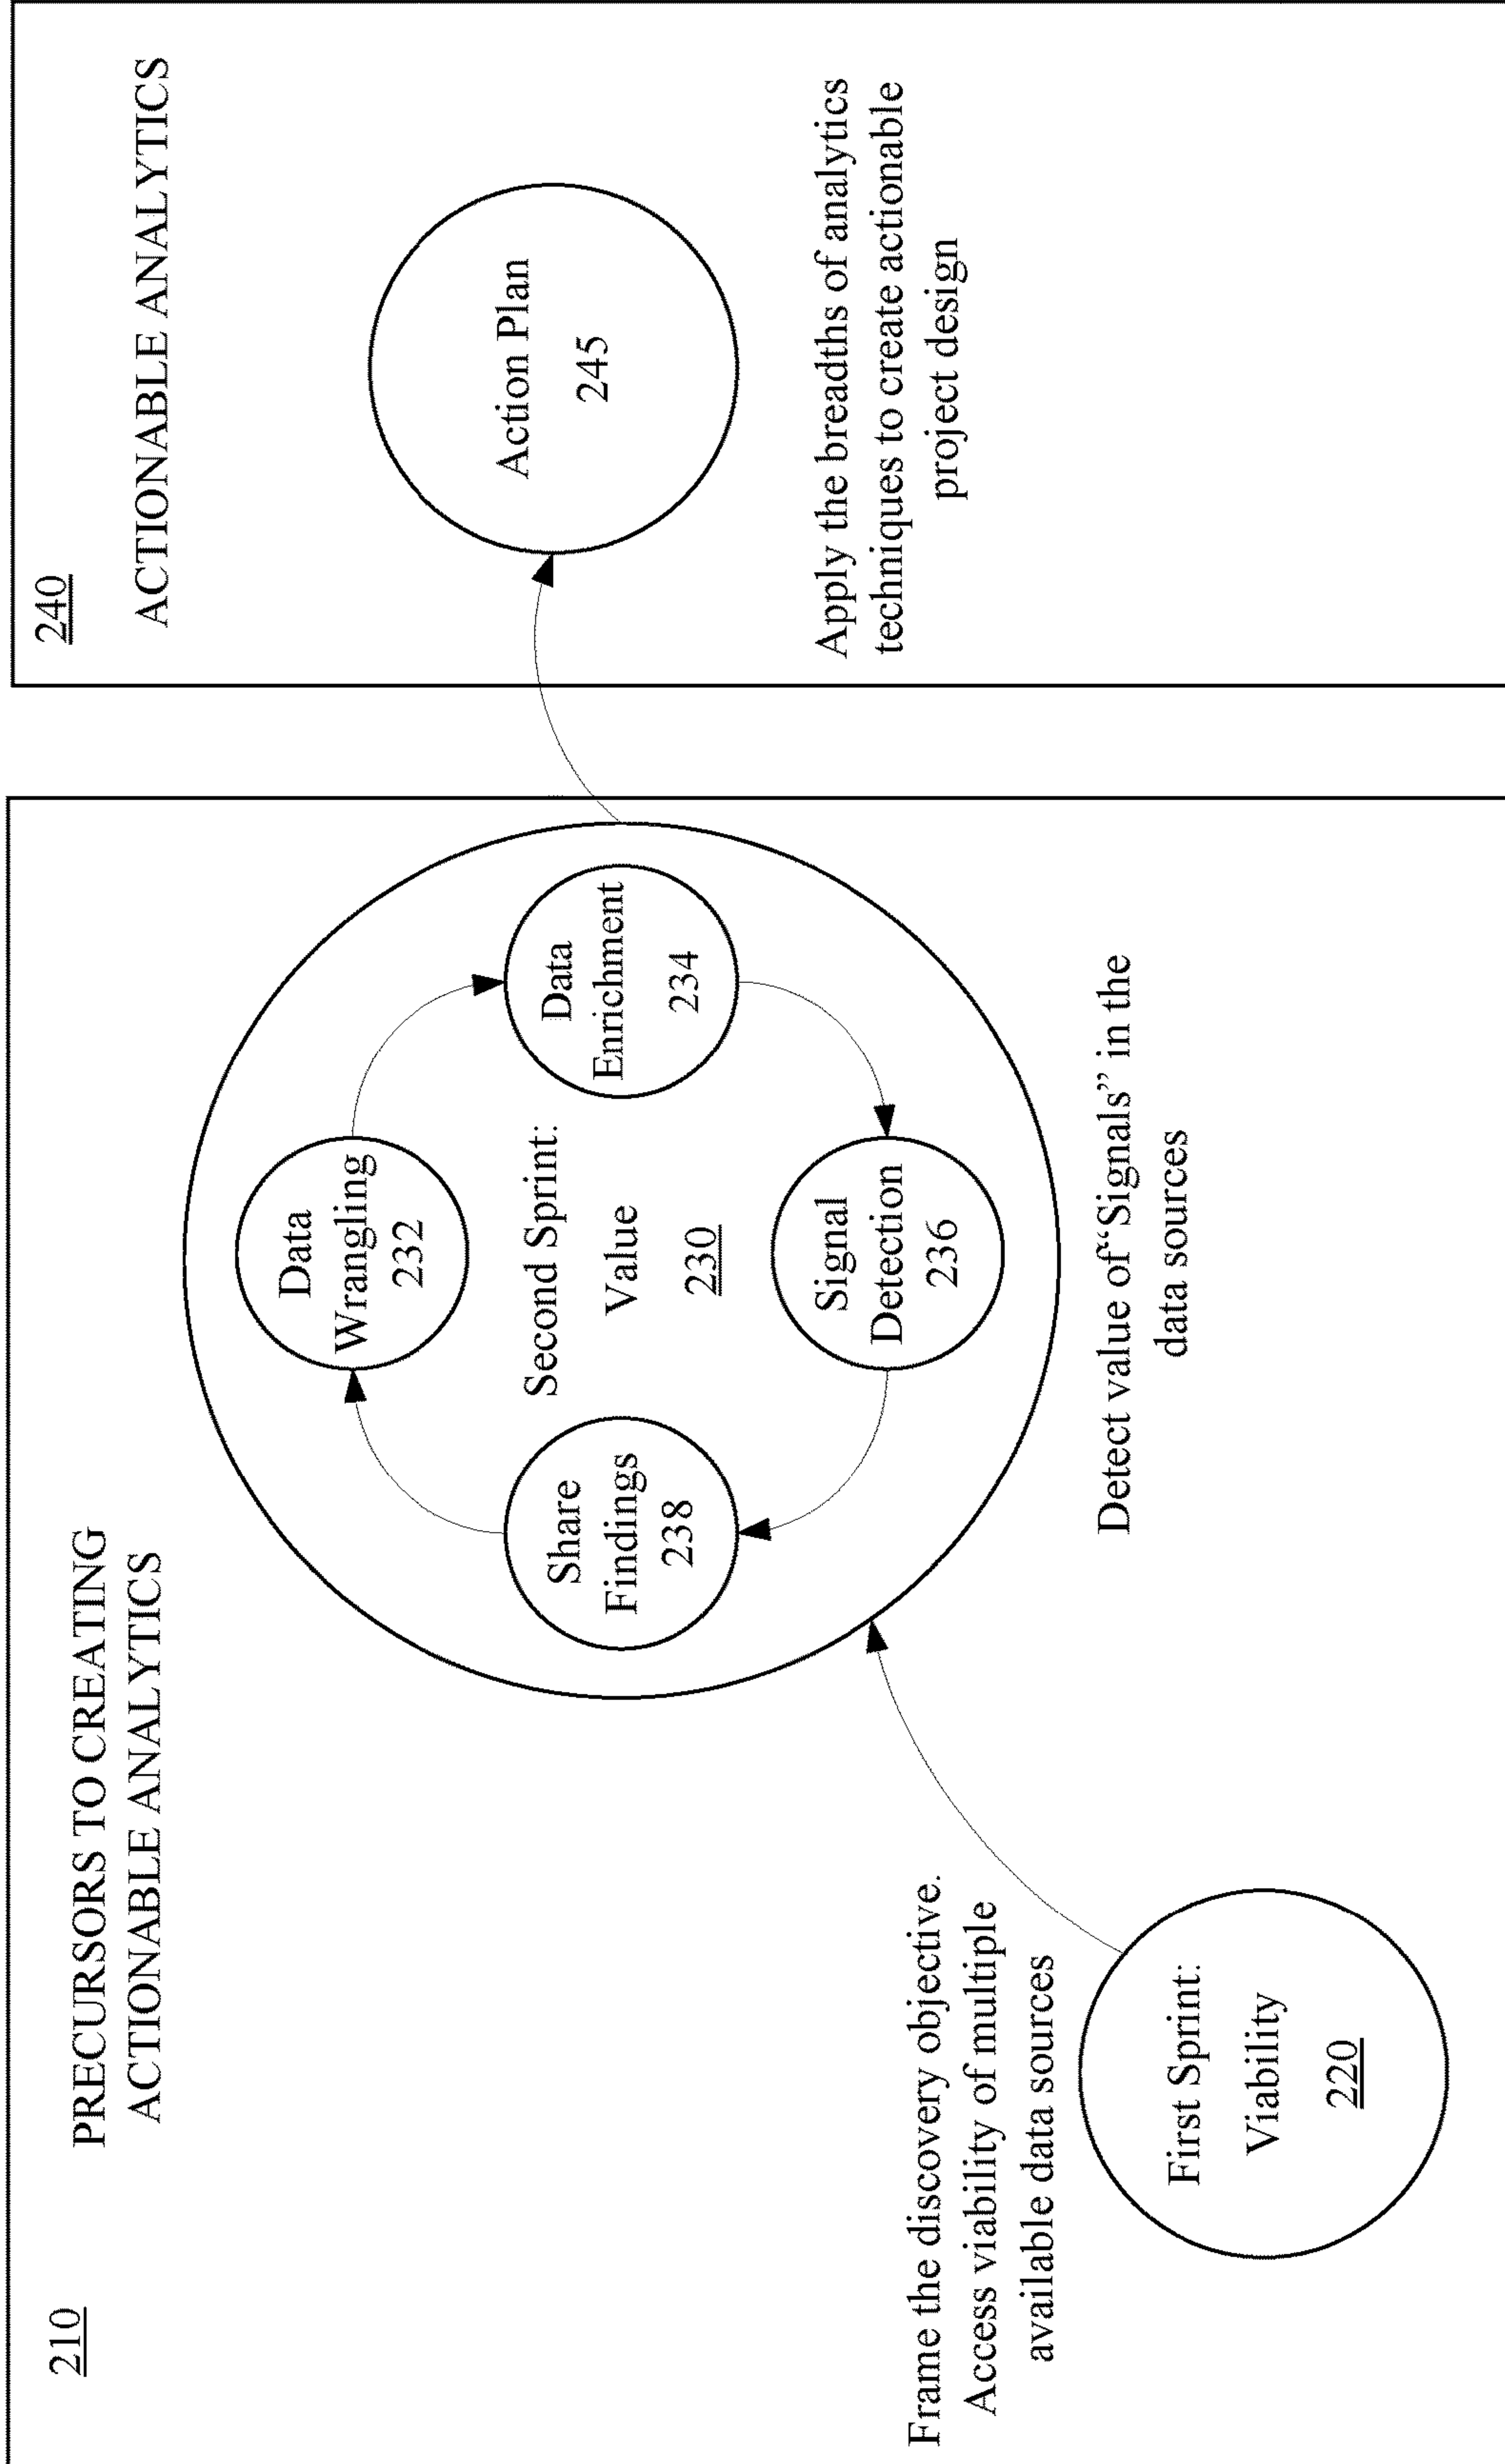 210
PRECURSORS TO CREATING
ACTIONABLE ANALYTICS
Frame the discovery objective.
Access viability of multiple
available data sources
First Sprint:
Viability
220
Data
Wrangling
232
Data
Enrichment
234
Signal
Detection
236
Share
Findings
238
Second Sprint:
Value
230
Detect value of“Signals” in the
data sources
240
ACTIONABLE ANALYTICS
Action Plan
245
Apply the breadths of analytics
techniques to create actionable
project design